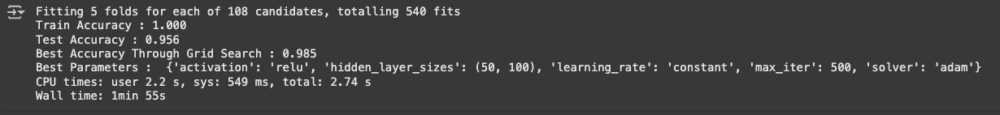 Fitting 5 folds for each of 108 candidates, totalling 540 fits
Train Accuracy : 1.000
Test Accuracy : 0.956
Best Accuracy Through Grid Search : 0.985
Best Parameters :  {'activation': 'relu', 'hidden_layer_sizes': (50, 100), 'learning_rate': 'constant', 'max_iter': 500, 'solver': 'adam'}
CPU times: user 2.2 s, sys: 549 ms, total: 2.74 s
Wall time: 1min 55s